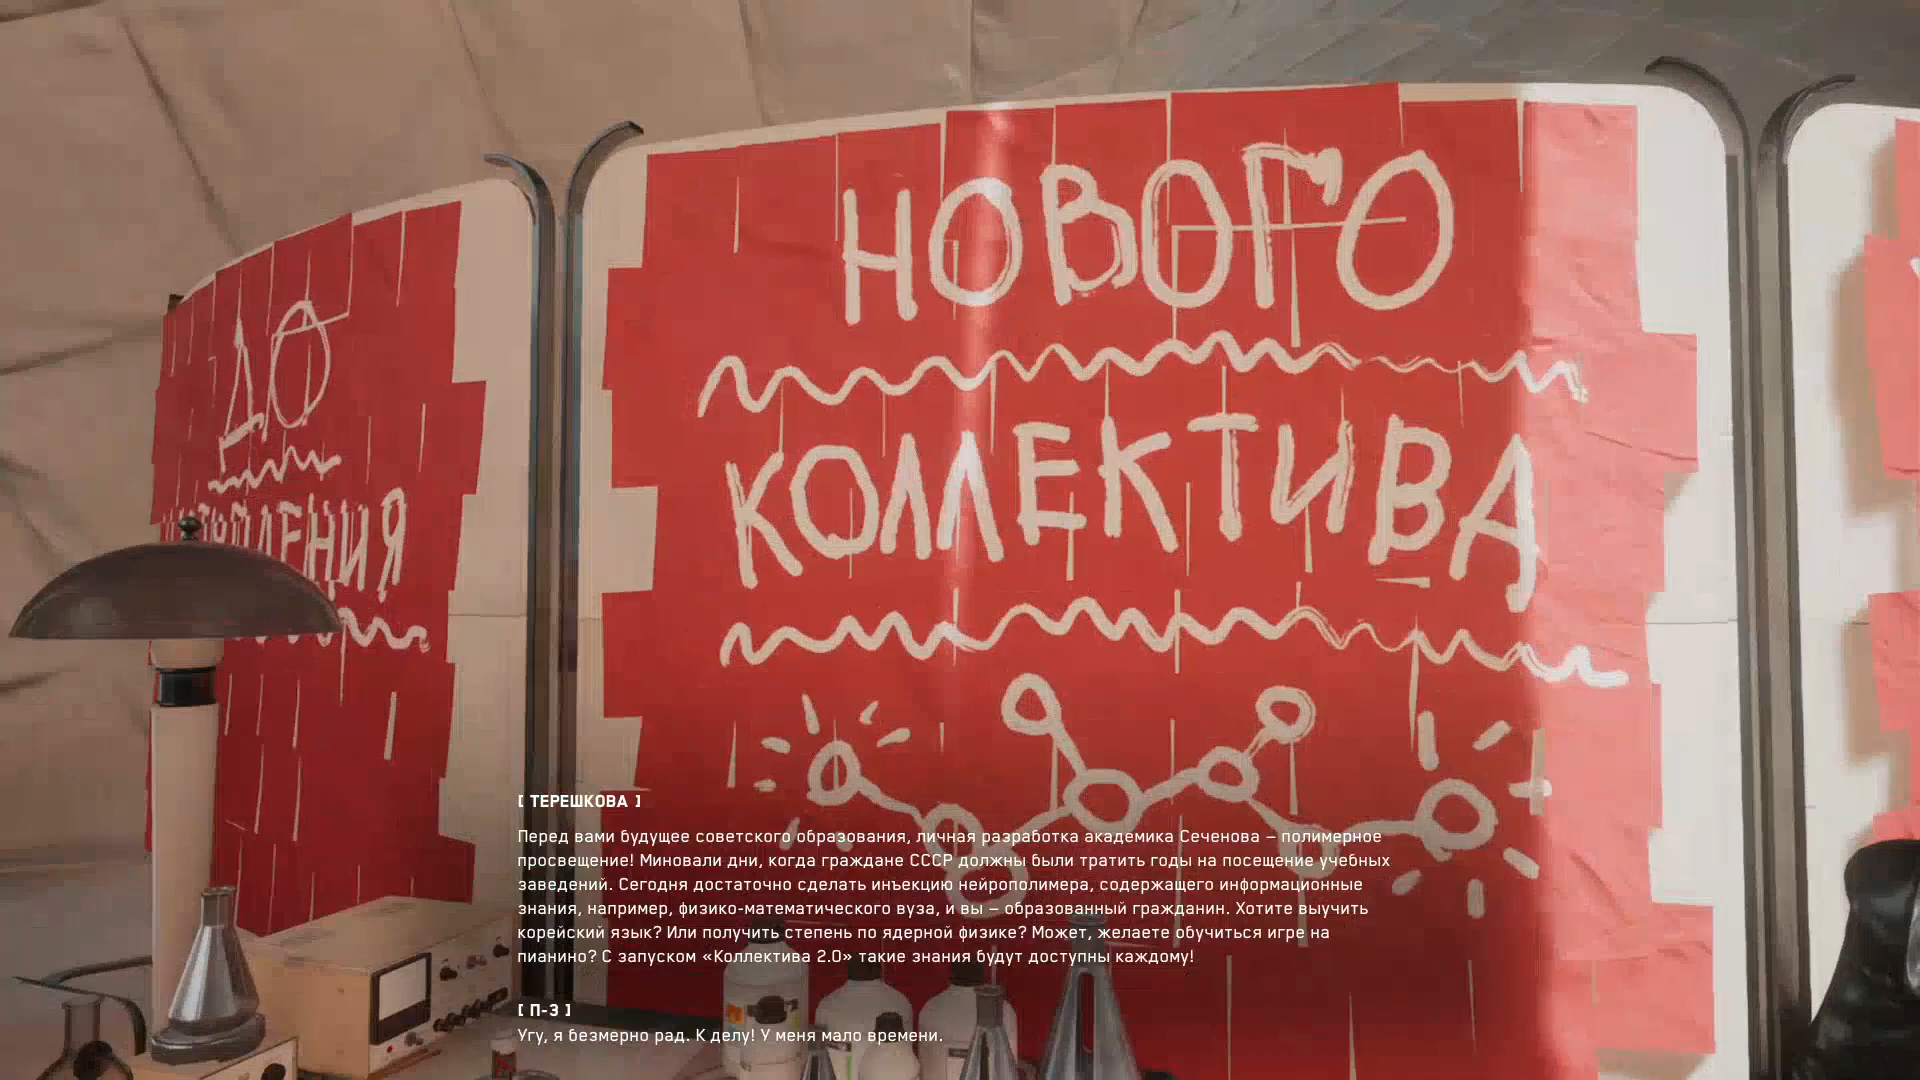 ДО
НОВОГО
КОЛЛЕКТИВА
[ ТЕРЕШКОВА ]
Перед вами будущее советского образования, личная разработка академика Сеченова – полимерное
просвещение! Миновали дни, когда граждане СССР должны были тратить годы на посещение учебных
заведений. Сегодня достаточно сделать инъекцию нейрополимера, содержащего информационные
знания, например, физико-математического вуза, и вы – образованный гражданин. Хотите выучить
корейский язык? Или получить степень по ядерной физике? Может, желаете обучиться игре на
пианино? С запуском «Коллектива 2.0» такие знания будут доступны каждому!
[ П-3 ]
Угу, я безмерно рад. К делу! У меня мало времени.